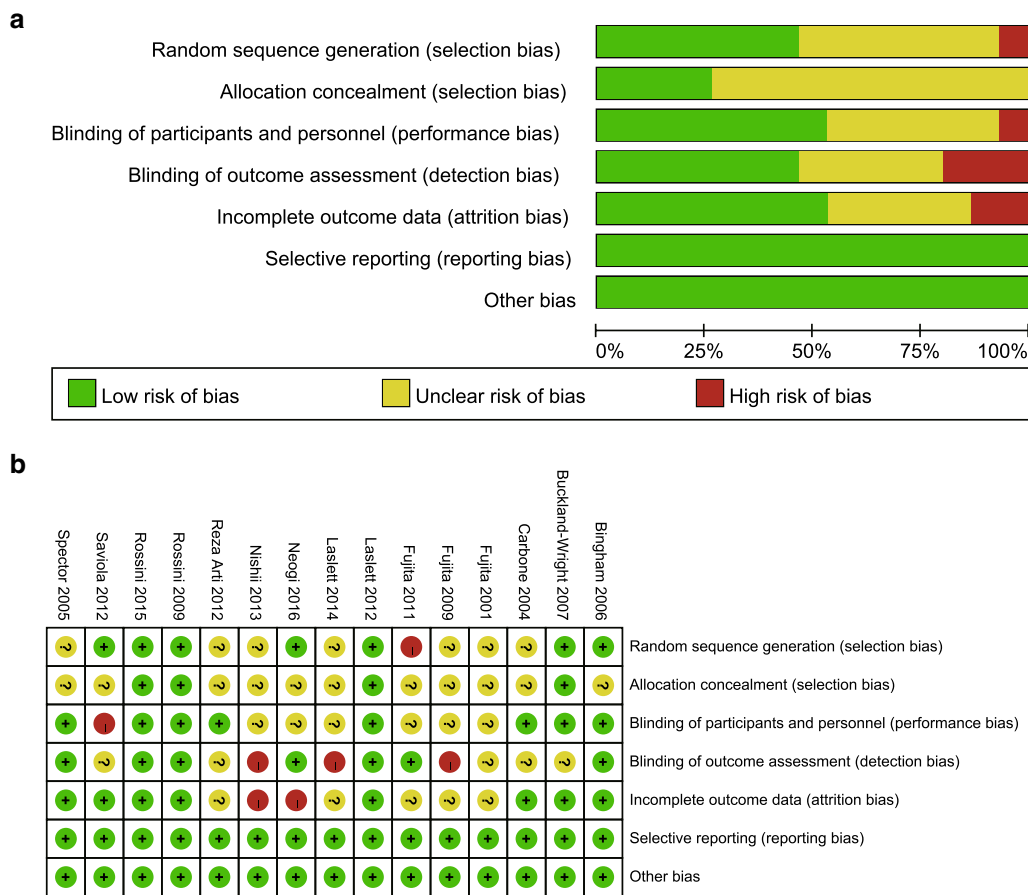 a
Random sequence generation (selection bias)
Allocation concealment (selection bias)
Blinding of participants and personnel (performance bias)
Blinding of outcome assessment (detection bias)
Incomplete outcome data (attrition bias)
Selective reporting (reporting bias)
Other bias
0% 25% 50% 75% 100%
Low risk of bias Unclear risk of bias High risk of bias
b
Spector 2005
Saviola 2012
Rossini 2015
Rossini 2009
Reza Arti 2012
Nishii 2013
Neogi 2016
Laslett 2014
Laslett 2012
Fujita 2011
Fujita 2009
Fujita 2001
Carbone 2004
Buckland-Wright 2007
Bingham 2006
? + + + ? ? + ? + – ? ? ? + + Random sequence generation (selection bias)
? ? + + ? ? ? ? + ? ? ? ? + ? Allocation concealment (selection bias)
+ – + + + ? ? ? + ? ? ? + + + Blinding of participants and personnel (performance bias)
+ ? + + ? – + – + + – ? ? ? + Blinding of outcome assessment (detection bias)
+ + + + ? – – ? + ? ? ? + + + Incomplete outcome data (attrition bias)
+ + + + + + + + + + + + + + + Selective reporting (reporting bias)
+ + + + + + + + + + + + + + + Other bias